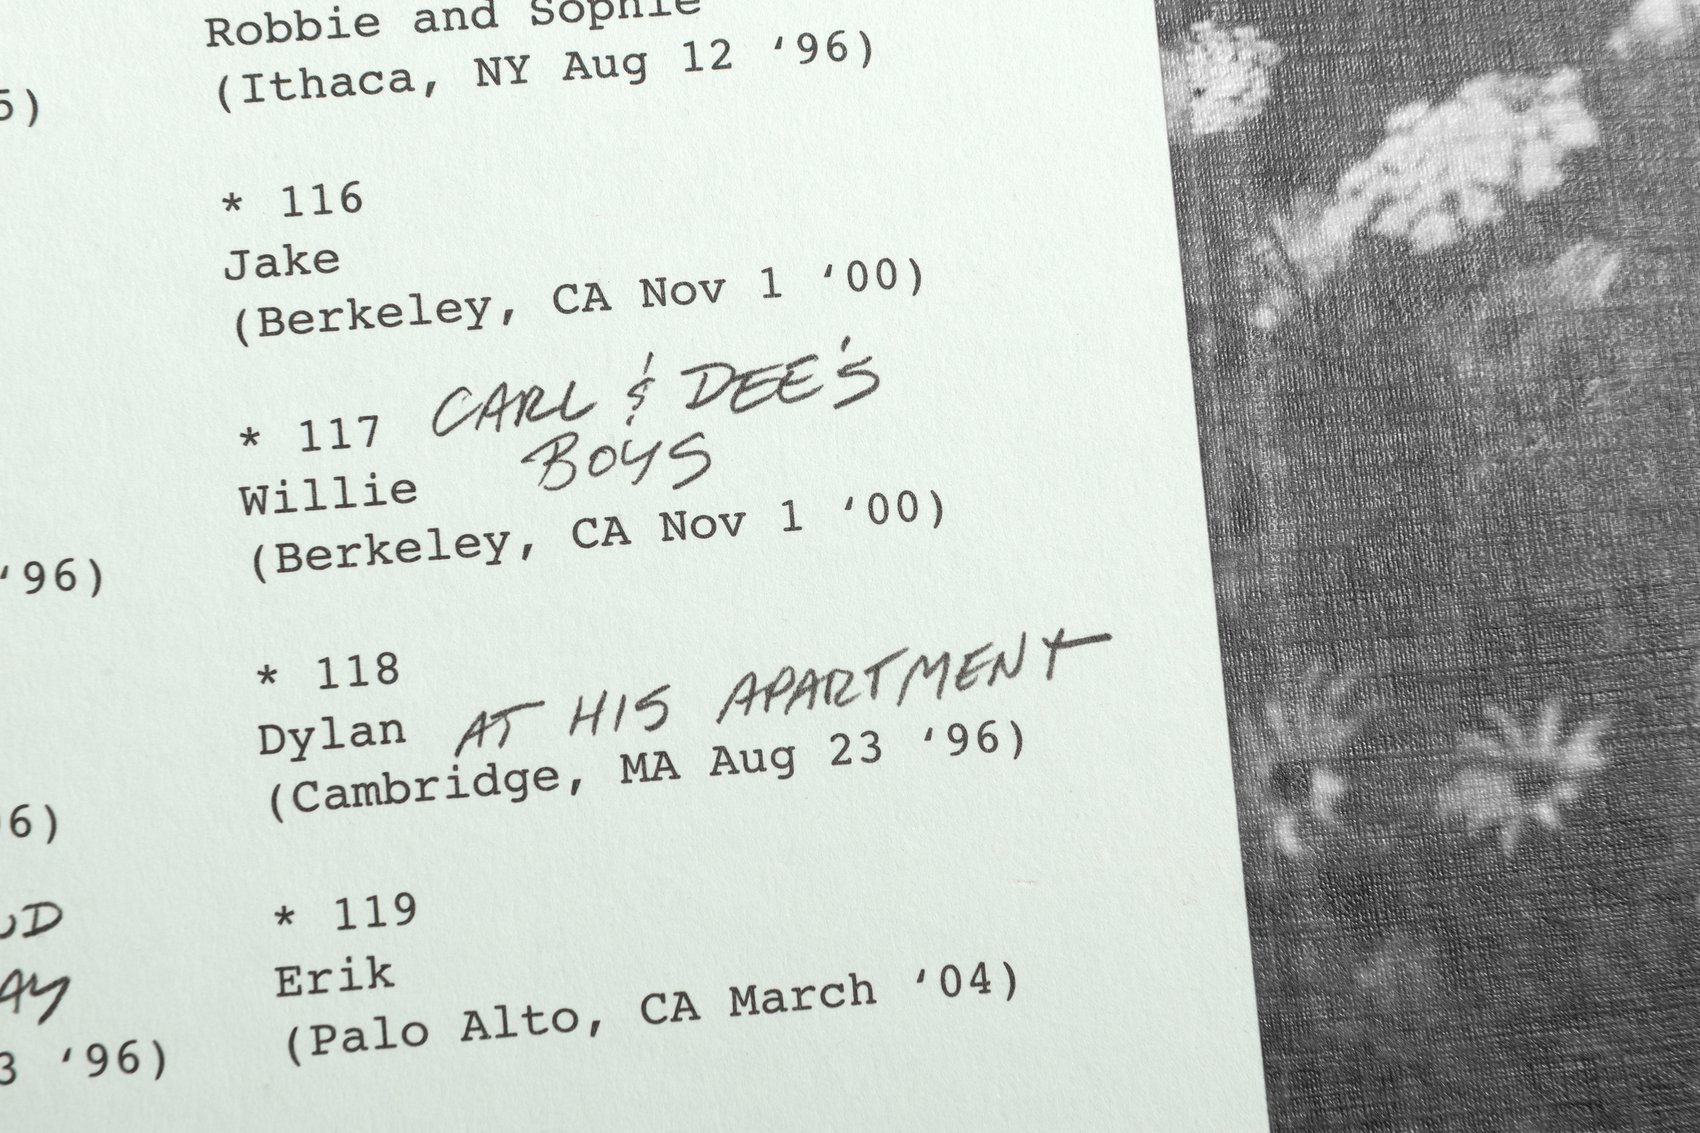 Robbie and Sophie
(Ithaca, NY Aug 12 ‘96)
* 116
Jake
(Berkeley, CA Nov 1 ‘00)
* 117 CARL & DEE'S
BOYS
Willie
(Berkeley, CA Nov 1 ‘00)
* 118
Dylan AT HIS APARTMENT
(Cambridge, MA Aug 23 ‘96)
* 119
Erik
(Palo Alto, CA March ‘04)
5)
‘96)
6)
3 ‘96)